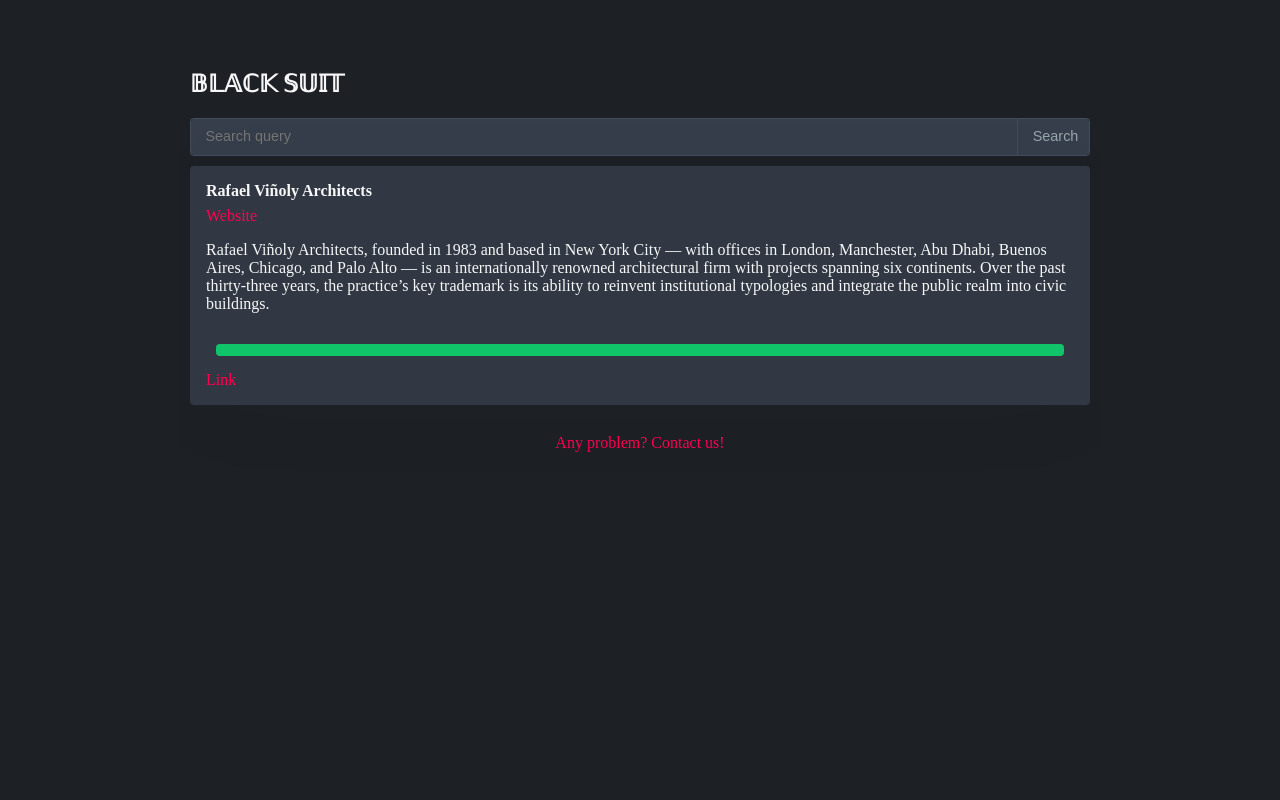 𝔹𝕃𝔸ℂ𝕂 𝕊𝕌𝕀𝕋
Search query
Search
Rafael Viñoly Architects
Website
Rafael Viñoly Architects, founded in 1983 and based in New York City — with offices in London, Manchester, Abu Dhabi, Buenos
Aires, Chicago, and Palo Alto — is an internationally renowned architectural firm with projects spanning six continents. Over the past
thirty-three years, the practice’s key trademark is its ability to reinvent institutional typologies and integrate the public realm into civic
buildings.
Link
Any problem? Contact us!